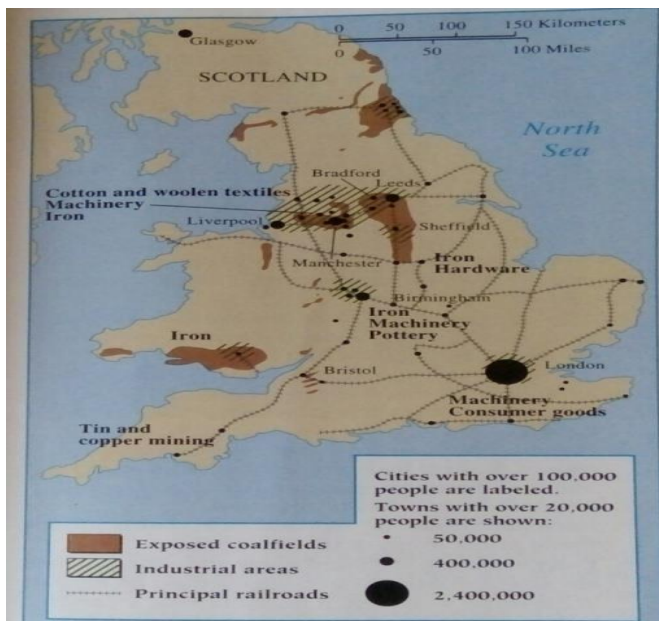 0 50 100 150 Kilometers
0 50 100 Miles
Glasgow
SCOTLAND
North
Sea
Bradford
Leeds
Cotton and woolen textiles
Machinery
Iron
Liverpool
Sheffield
Manchester
Iron
Hardware
Birmingham
Iron
Machinery
Pottery
Iron
Bristol
London
Machinery
Consumer goods
Tin and
copper mining
Cities with over 100,000
people are labeled.
Towns with over 20,000
people are shown:
50,000
400,000
2,400,000
Exposed coalfields
Industrial areas
Principal railroads